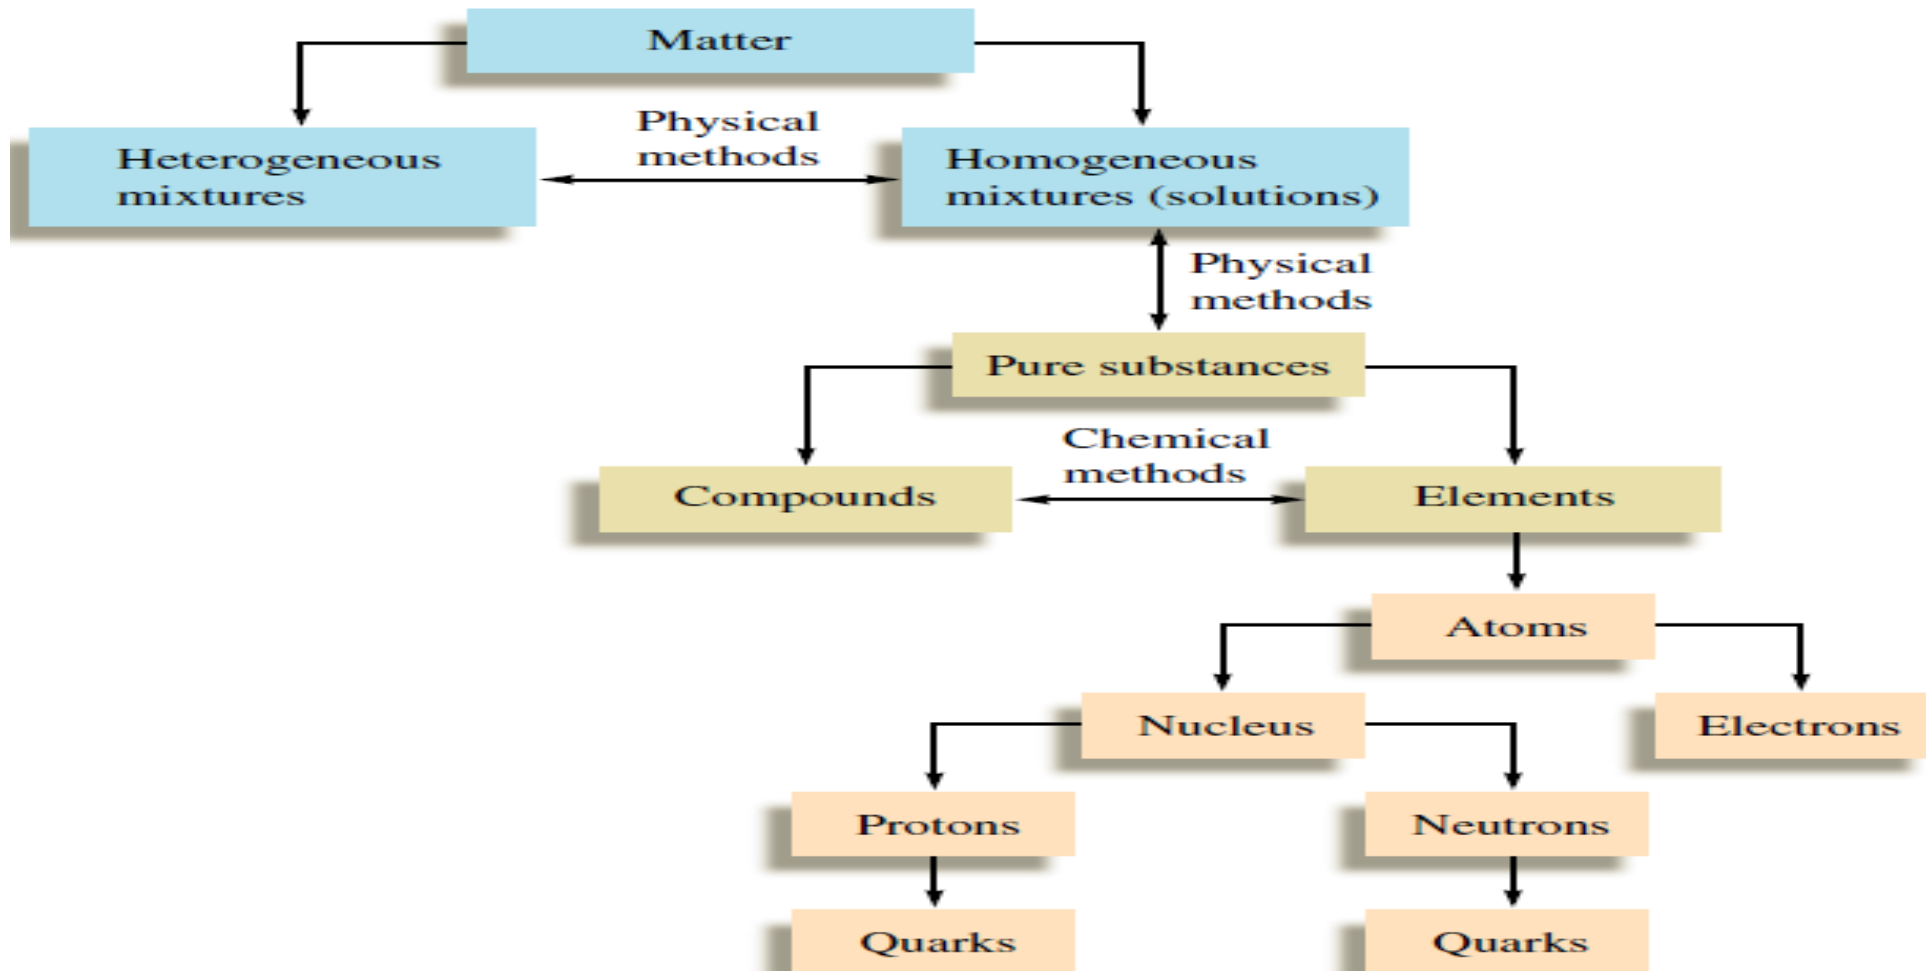 Matter
Physical
methods
Heterogeneous
mixtures
Homogeneous
mixtures (solutions)
Physical
methods
Pure substances
Chemical
methods
Compounds
Elements
Atoms
Nucleus
Electrons
Protons
Neutrons
Quarks
Quarks